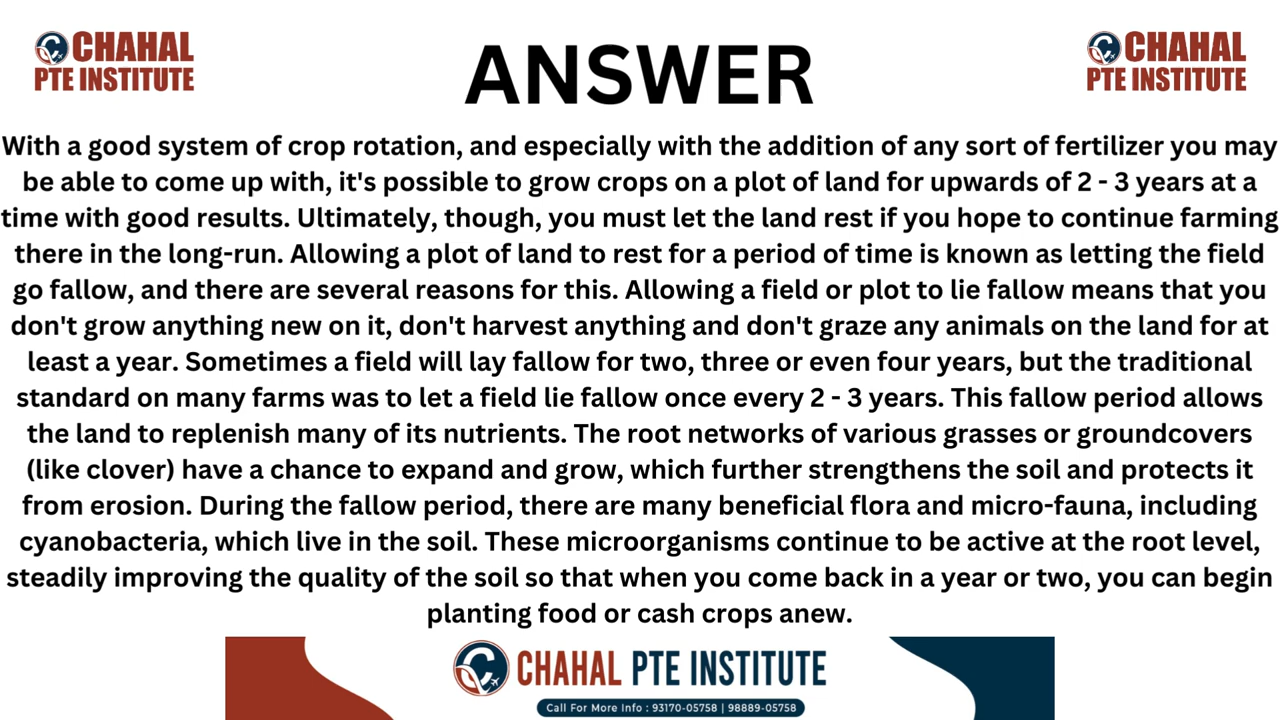 CHAHAL
PTE INSTITUTE
ANSWER
CHAHAL
PTE INSTITUTE
With a good system of crop rotation, and especially with the addition of any sort of fertilizer you may
be able to come up with, it's possible to grow crops on a plot of land for upwards of 2 - 3 years at a
time with good results. Ultimately, though, you must let the land rest if you hope to continue farming
there in the long-run. Allowing a plot of land to rest for a period of time is known as letting the field
go fallow, and there are several reasons for this. Allowing a field or plot to lie fallow means that you
don't grow anything new on it, don't harvest anything and don't graze any animals on the land for at
least a year. Sometimes a field will lay fallow for two, three or even four years, but the traditional
standard on many farms was to let a field lie fallow once every 2 - 3 years. This fallow period allows
the land to replenish many of its nutrients. The root networks of various grasses or groundcovers
(like clover) have a chance to expand and grow, which further strengthens the soil and protects it
from erosion. During the fallow period, there are many beneficial flora and micro-fauna, including
cyanobacteria, which live in the soil. These microorganisms continue to be active at the root level,
steadily improving the quality of the soil so that when you come back in a year or two, you can begin
planting food or cash crops anew.
CHAHAL PTE INSTITUTE
Call For More Info : 93170-05758 | 98889-05758